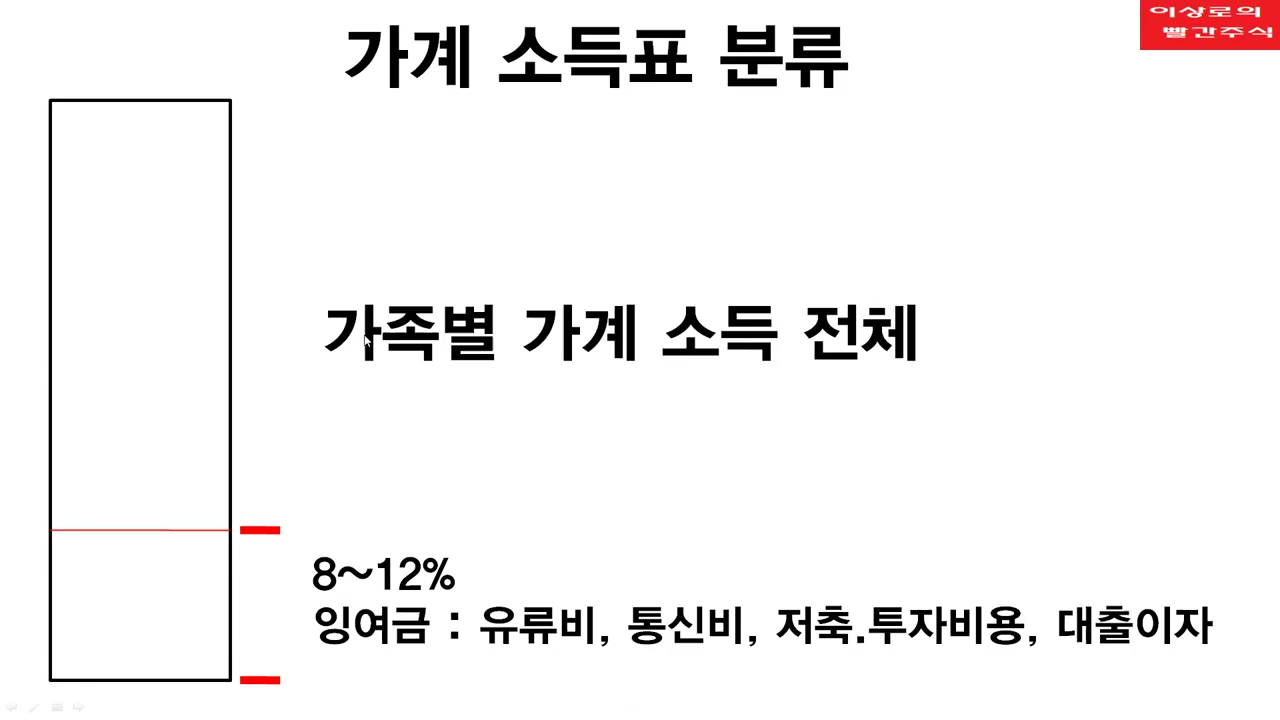 이상로의
빨간주식
가계 소득표 분류
가족별 가계 소득 전체
8~12%
잉여금 : 유류비, 통신비, 저축.투자비용, 대출이자